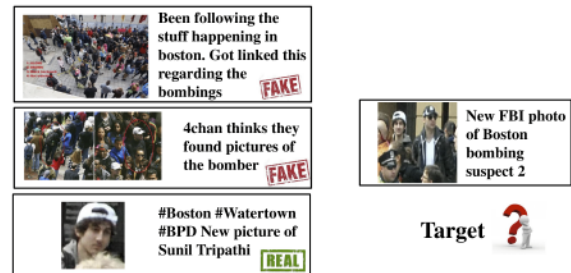 Been following the
stuff happening in
boston. Got linked this
regarding the
bombings
FAKE
4chan thinks they
found pictures of
the bomber
FAKE
#Boston #Watertown
#BPD New picture of
Sunil Tripathi
REAL
New FBI photo
of Boston
bombing
suspect 2
Target